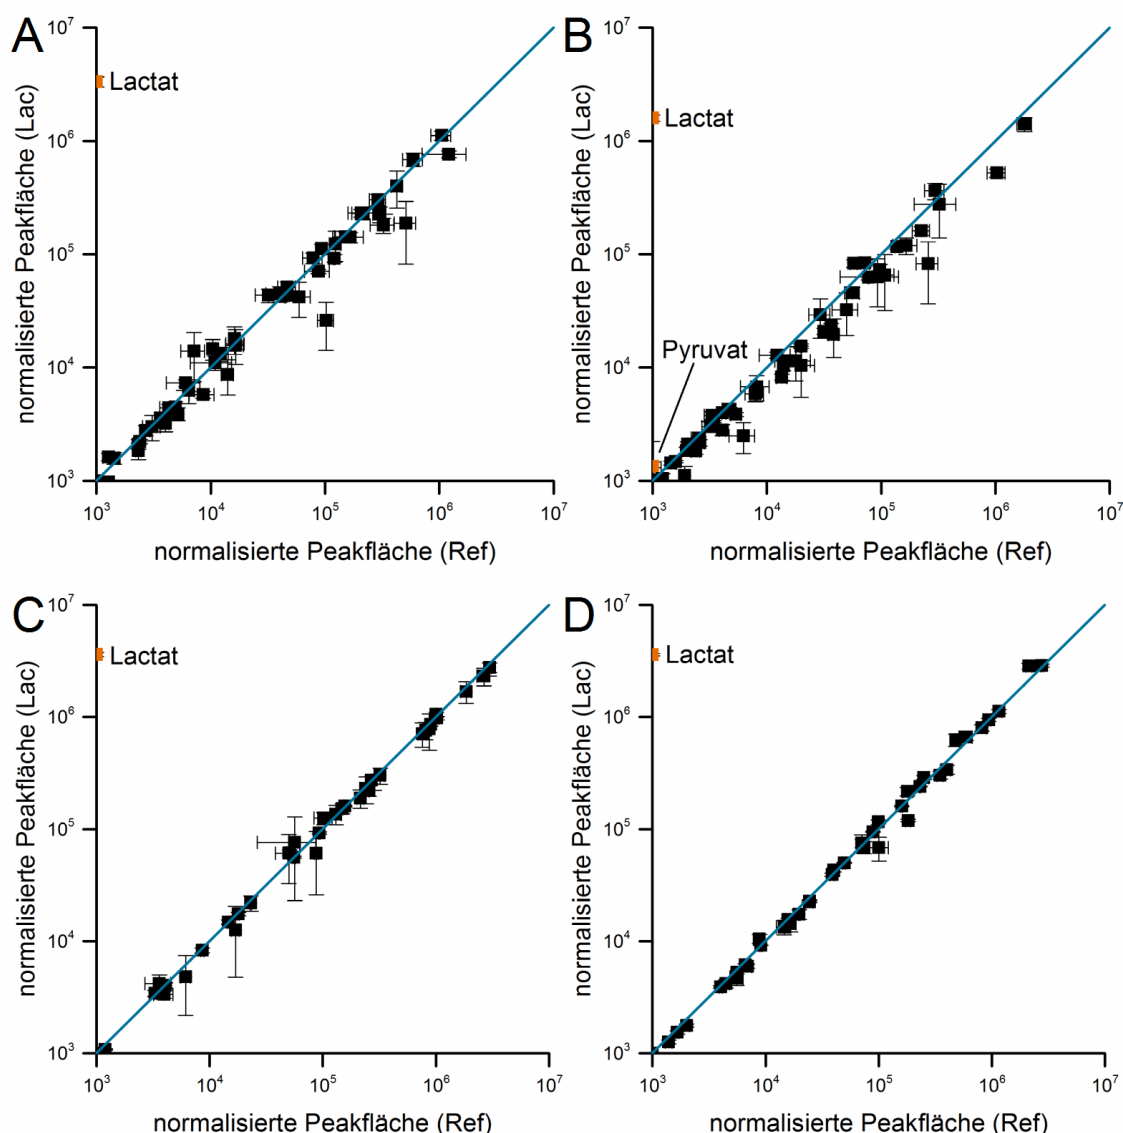 A
10⁷
10⁶
10⁵
10⁴
10³
normalisierte Peakfläche (Lac)
Lactat
10³ 10⁴ 10⁵ 10⁶ 10⁷
normalisierte Peakfläche (Ref)
B
10⁷
10⁶
10⁵
10⁴
10³
normalisierte Peakfläche (Lac)
Lactat
Pyruvat
10³ 10⁴ 10⁵ 10⁶ 10⁷
normalisierte Peakfläche (Ref)
C
10⁷
10⁶
10⁵
10⁴
10³
normalisierte Peakfläche (Lac)
Lactat
10³ 10⁴ 10⁵ 10⁶ 10⁷
normalisierte Peakfläche (Ref)
D
10⁷
10⁶
10⁵
10⁴
10³
normalisierte Peakfläche (Lac)
Lactat
10³ 10⁴ 10⁵ 10⁶ 10⁷
normalisierte Peakfläche (Ref)